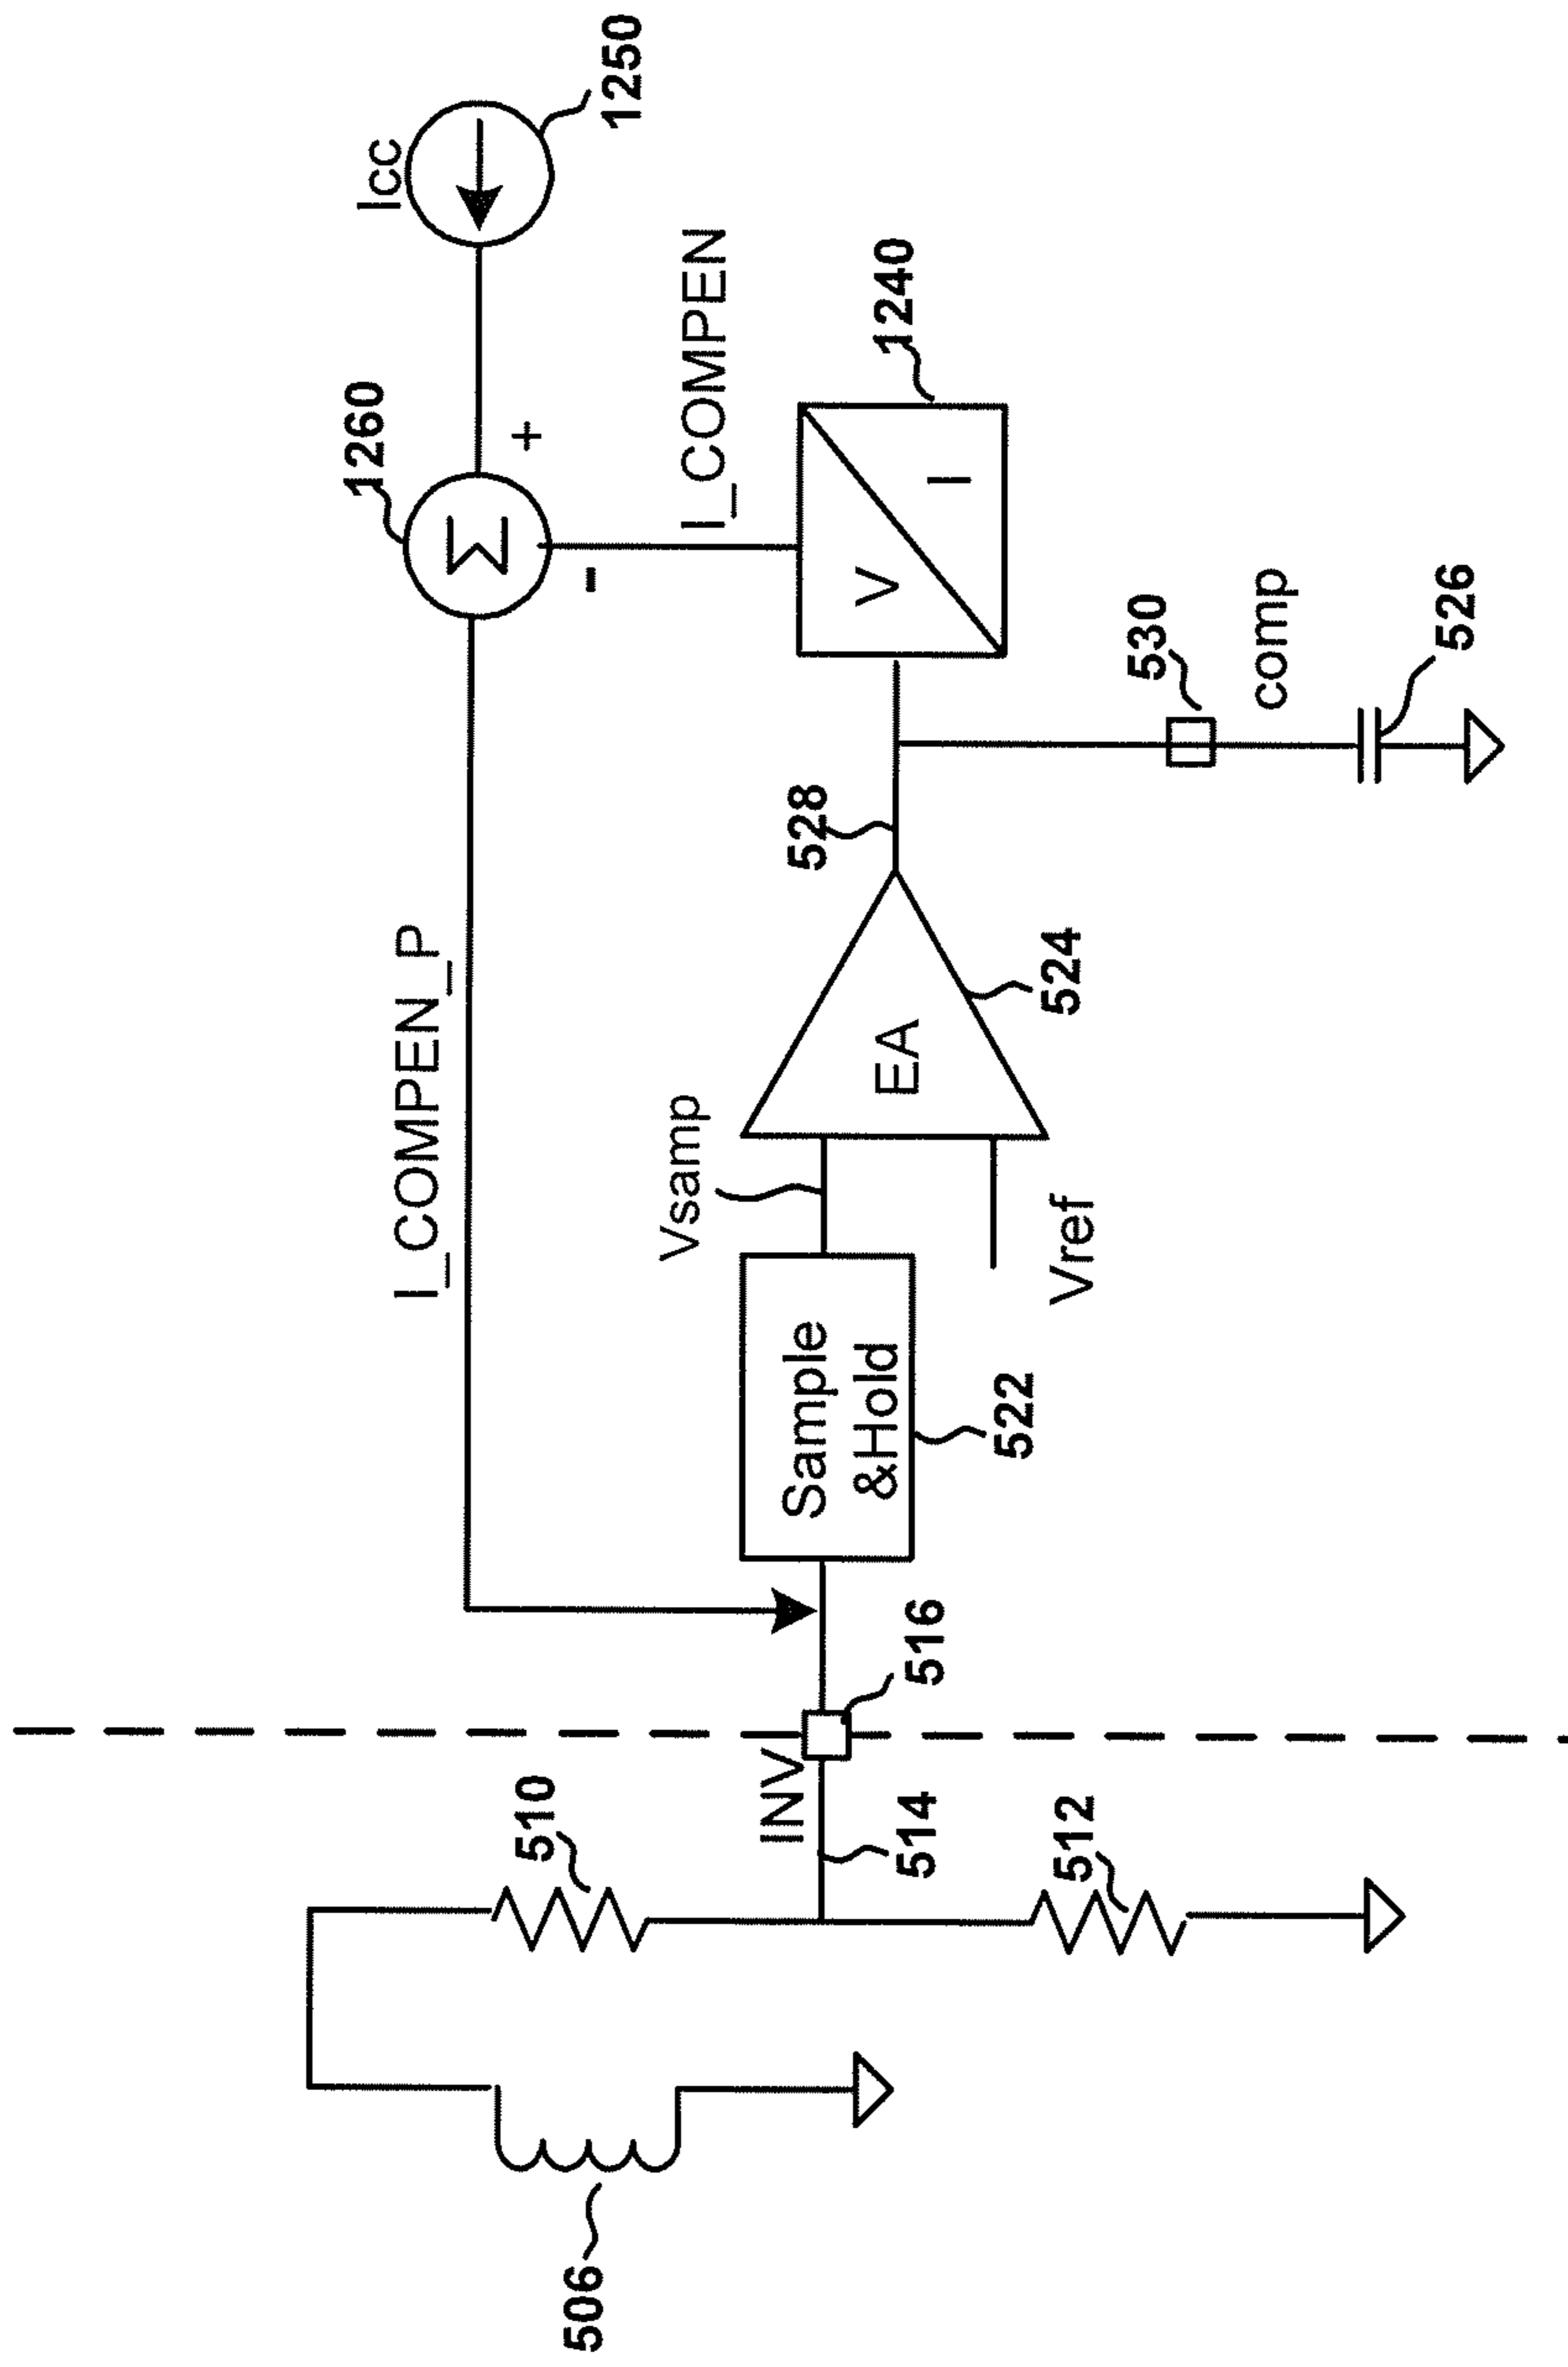 Icc
1250
1260
+
Σ
-
I_COMPEN_P
I_COMPEN
1240
V
I
528
530
comp
526
Vsamp
EA
524
Vref
Sample
&Hold
522
516
INV
514
510
512
506